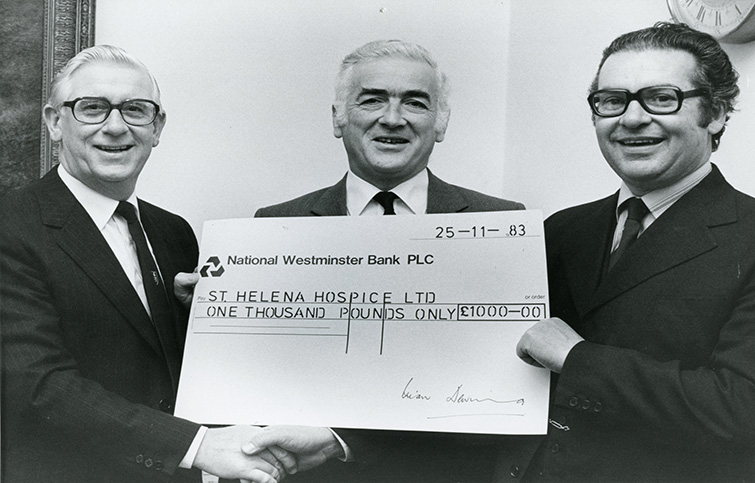 25-11-83
National Westminster Bank PLC
Pay ST HELENA HOSPICE LTD or order
ONE THOUSAND POUNDS ONLY £1000-00